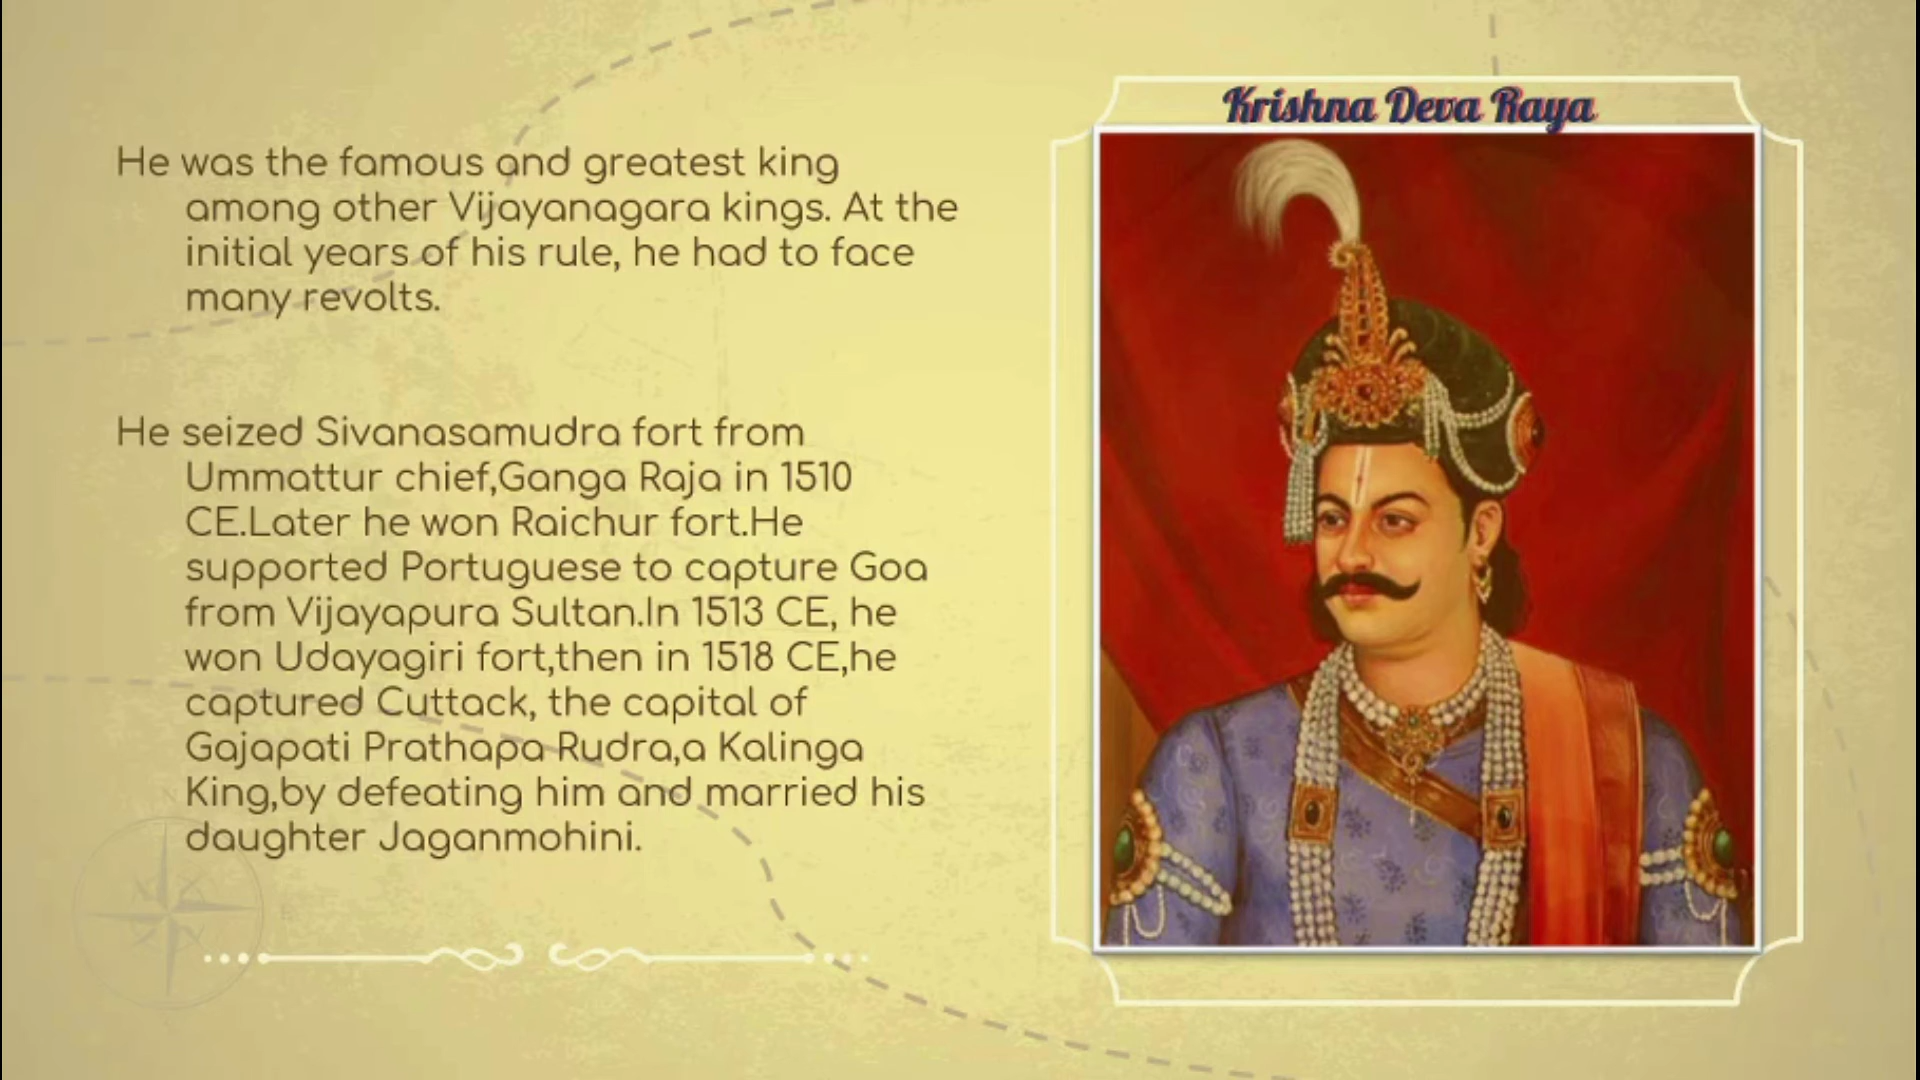 Krishna Deva Raya
He was the famous and greatest king
among other Vijayanagara kings. At the
initial years of his rule, he had to face
many revolts.
He seized Sivanasamudra fort from
Ummattur chief,Ganga Raja in 1510
CE.Later he won Raichur fort.He
supported Portuguese to capture Goa
from Vijayapura Sultan.In 1513 CE, he
won Udayagiri fort,then in 1518 CE,he
captured Cuttack, the capital of
Gajapati Prathapa Rudra,a Kalinga
King,by defeating him and married his
daughter Jaganmohini.